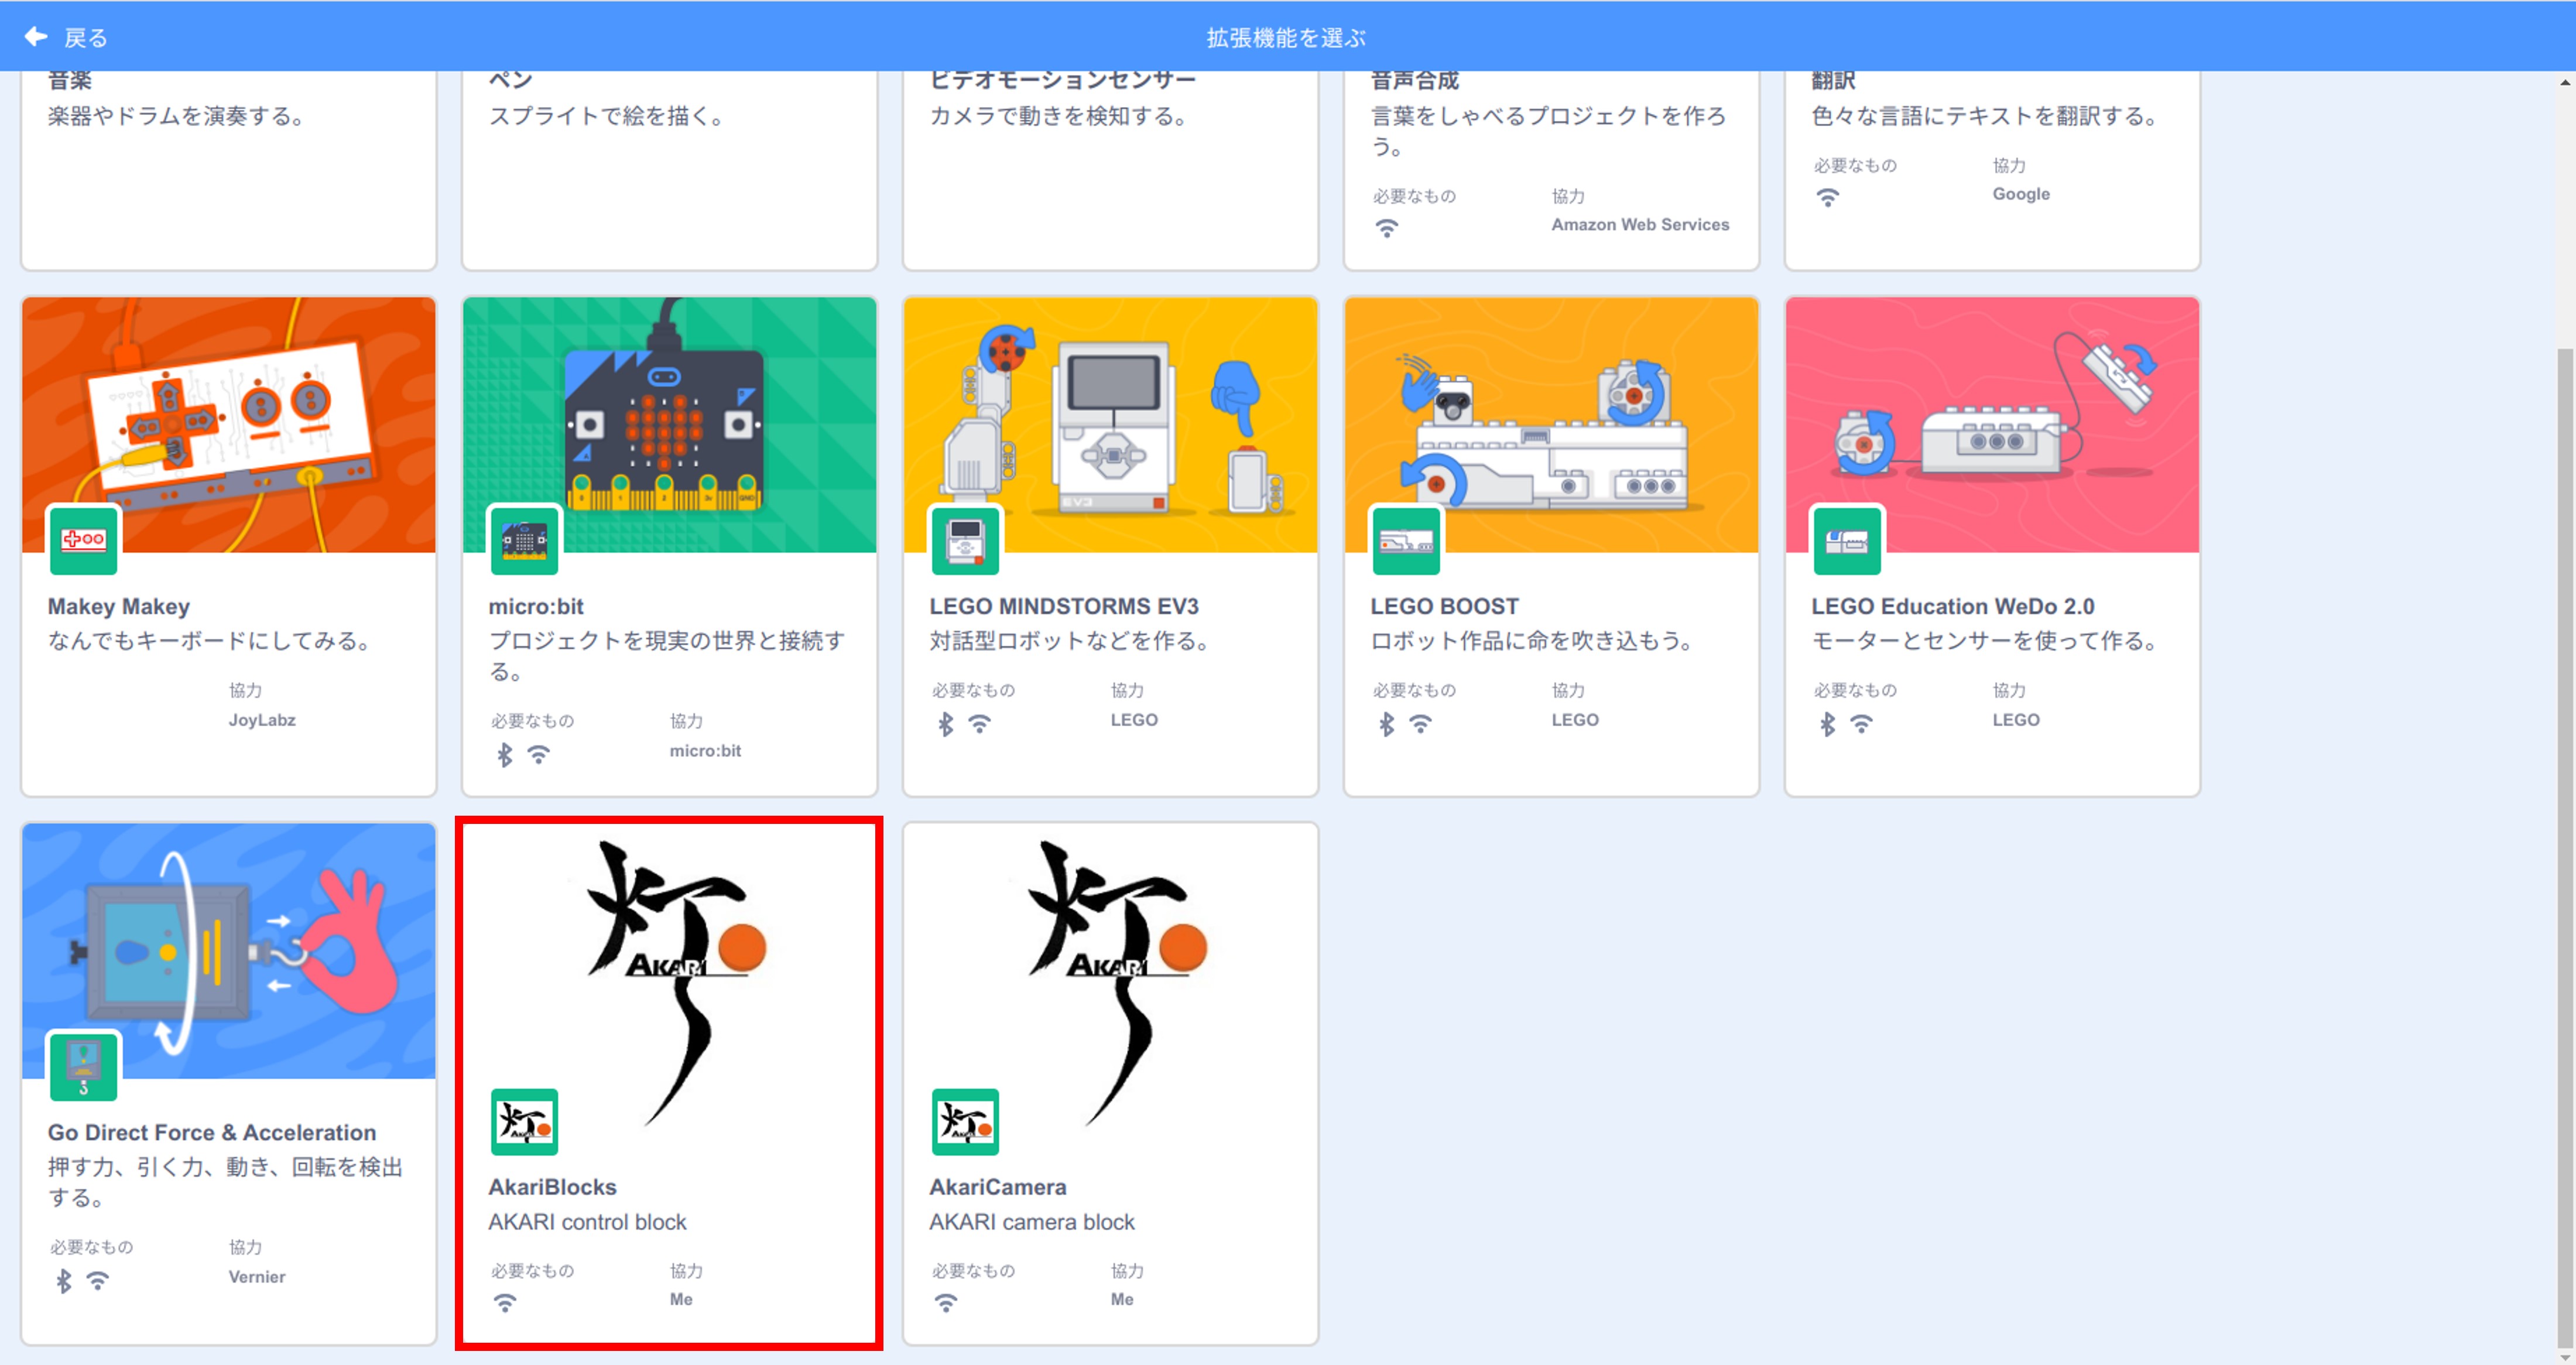 戻る
拡張機能を選ぶ
音楽
楽器やドラムを演奏する。
ペン
スプライトで絵を描く。
ビデオモーションセンサー
カメラで動きを検知する。
音声合成
言葉をしゃべるプロジェクトを作ろ
う。
必要なもの 協力
Amazon Web Services
翻訳
色々な言語にテキストを翻訳する。
必要なもの 協力
Google
Makey Makey
なんでもキーボードにしてみる。
協力
JoyLabz
0 1 2 3v GND
micro:bit
プロジェクトを現実の世界と接続す
る。
必要なもの 協力
micro:bit
EV3
LEGO MINDSTORMS EV3
対話型ロボットなどを作る。
必要なもの 協力
LEGO
LEGO BOOST
ロボット作品に命を吹き込もう。
必要なもの 協力
LEGO
LEGO Education WeDo 2.0
モーターとセンサーを使って作る。
必要なもの 協力
LEGO
Go Direct Force & Acceleration
押す力、引く力、動き、回転を検出
する。
必要なもの 協力
Vernier
灯
AKARI
灯
AKARI
AkariBlocks
AKARI control block
必要なもの 協力
Me
灯
AKARI
灯
AKARI
AkariCamera
AKARI camera block
必要なもの 協力
Me